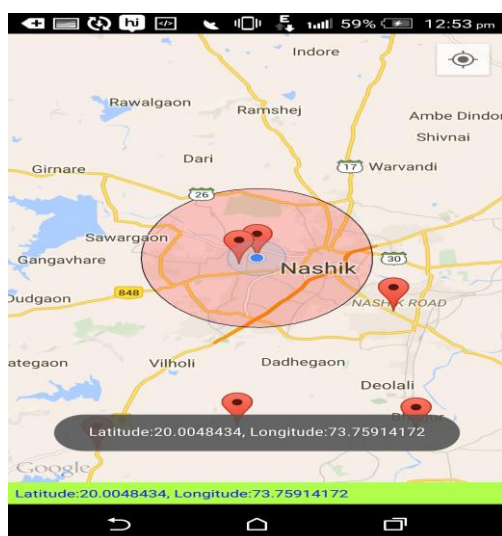 hi </> E 59% 12:53 pm
Indore
Rawalgaon
Ramshej
Ambe Dindor
Shivnai
Dari
17 Warvandi
Girnare
26
Sawargaon
Gangavhare
Nashik
30
Dudgaon
848
NASHIK ROAD
ategaon
Vilholi
Dadhegaon
Deolali
Latitude:20.0048434, Longitude:73.75914172
Google
Latitude:20.0048434, Longitude:73.75914172